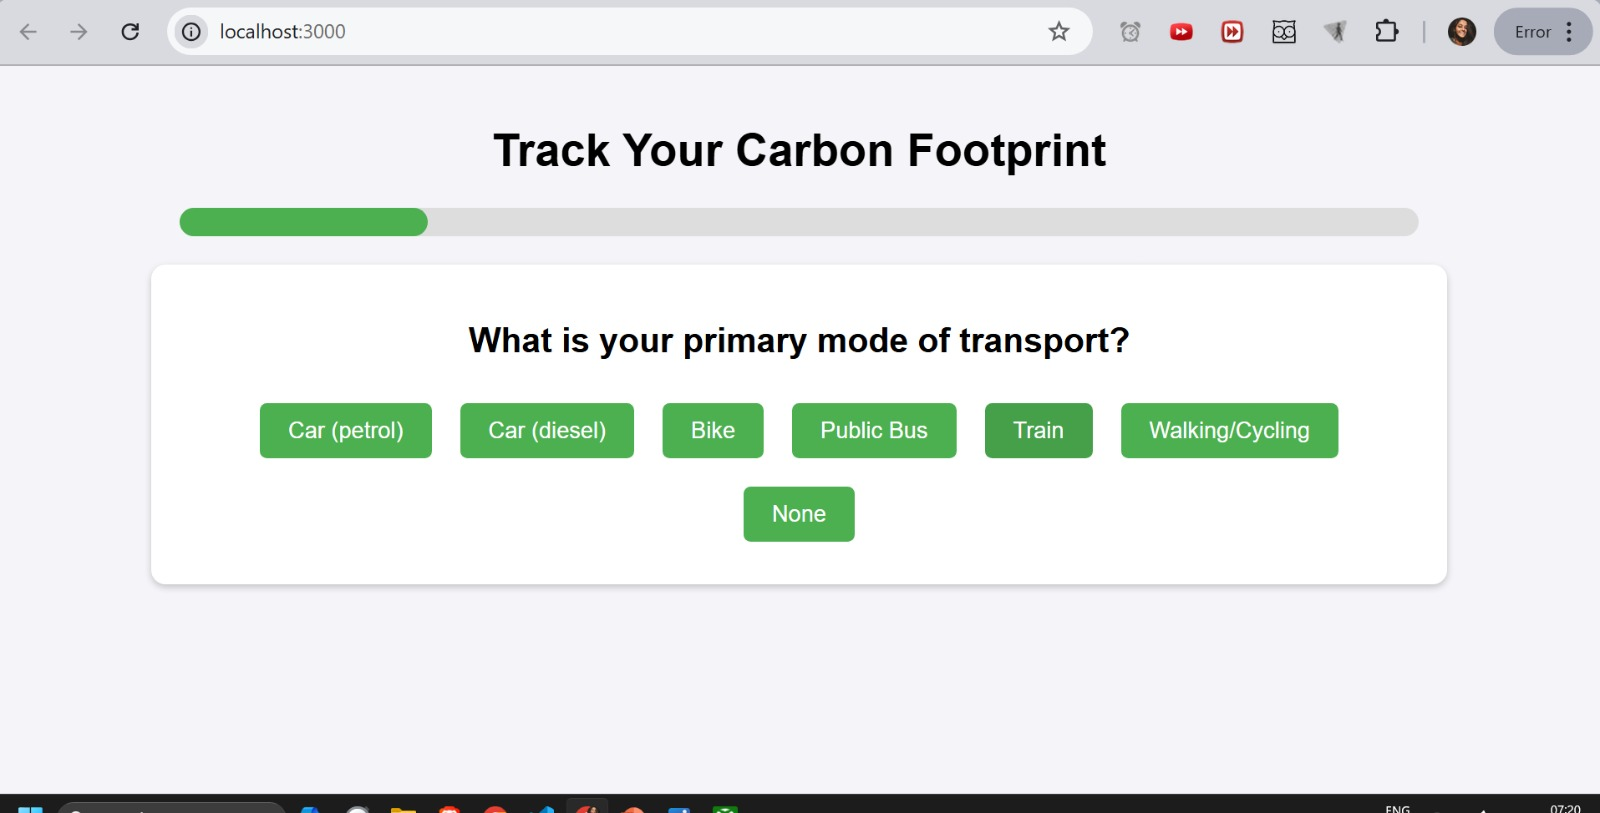 localhost:3000
Error
Track Your Carbon Footprint
What is your primary mode of transport?
Car (petrol) Car (diesel) Bike Public Bus Train Walking/Cycling
None
ENG 07:20